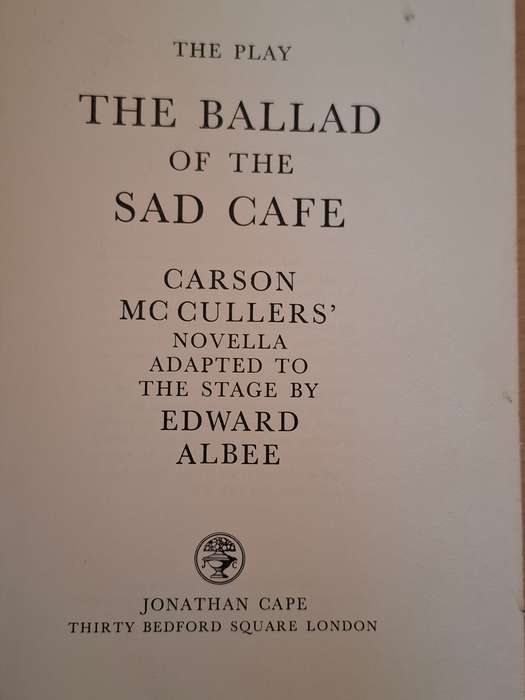 THE PLAY
THE BALLAD
OF THE
SAD CAFE
CARSON
MC CULLERS'
NOVELLA
ADAPTED TO
THE STAGE BY
EDWARD
ALBEE
J C
JONATHAN CAPE
THIRTY BEDFORD SQUARE LONDON